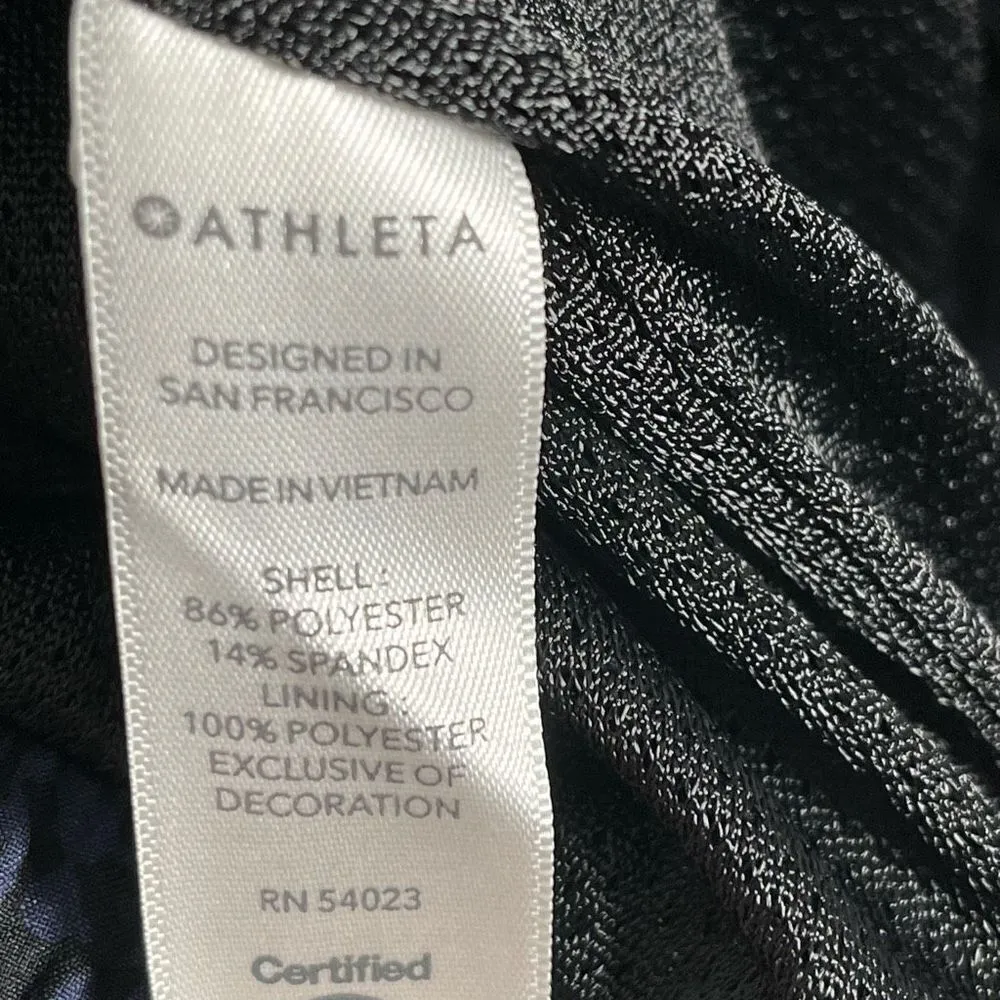 ATHLETA
DESIGNED IN
SAN FRANCISCO
MADE IN VIETNAM
SHELL :
86% POLYESTER
14% SPANDEX
LINING :
100% POLYESTER
EXCLUSIVE OF
DECORATION
RN 54023
Certified